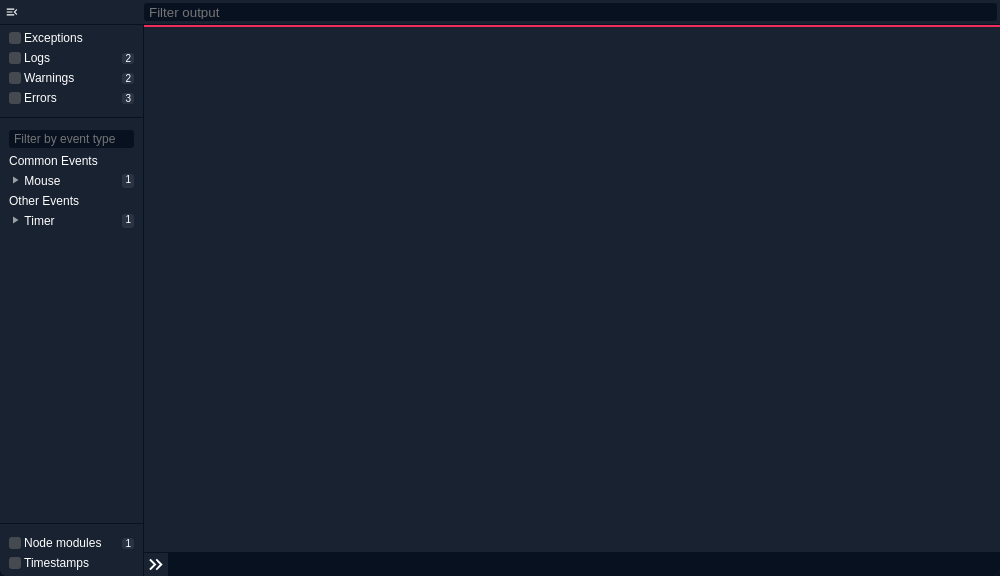 Filter output
Exceptions
Logs 2
Warnings 2
Errors 3
Filter by event type
Common Events
Mouse 1
Other Events
Timer 1
Node modules 1
Timestamps